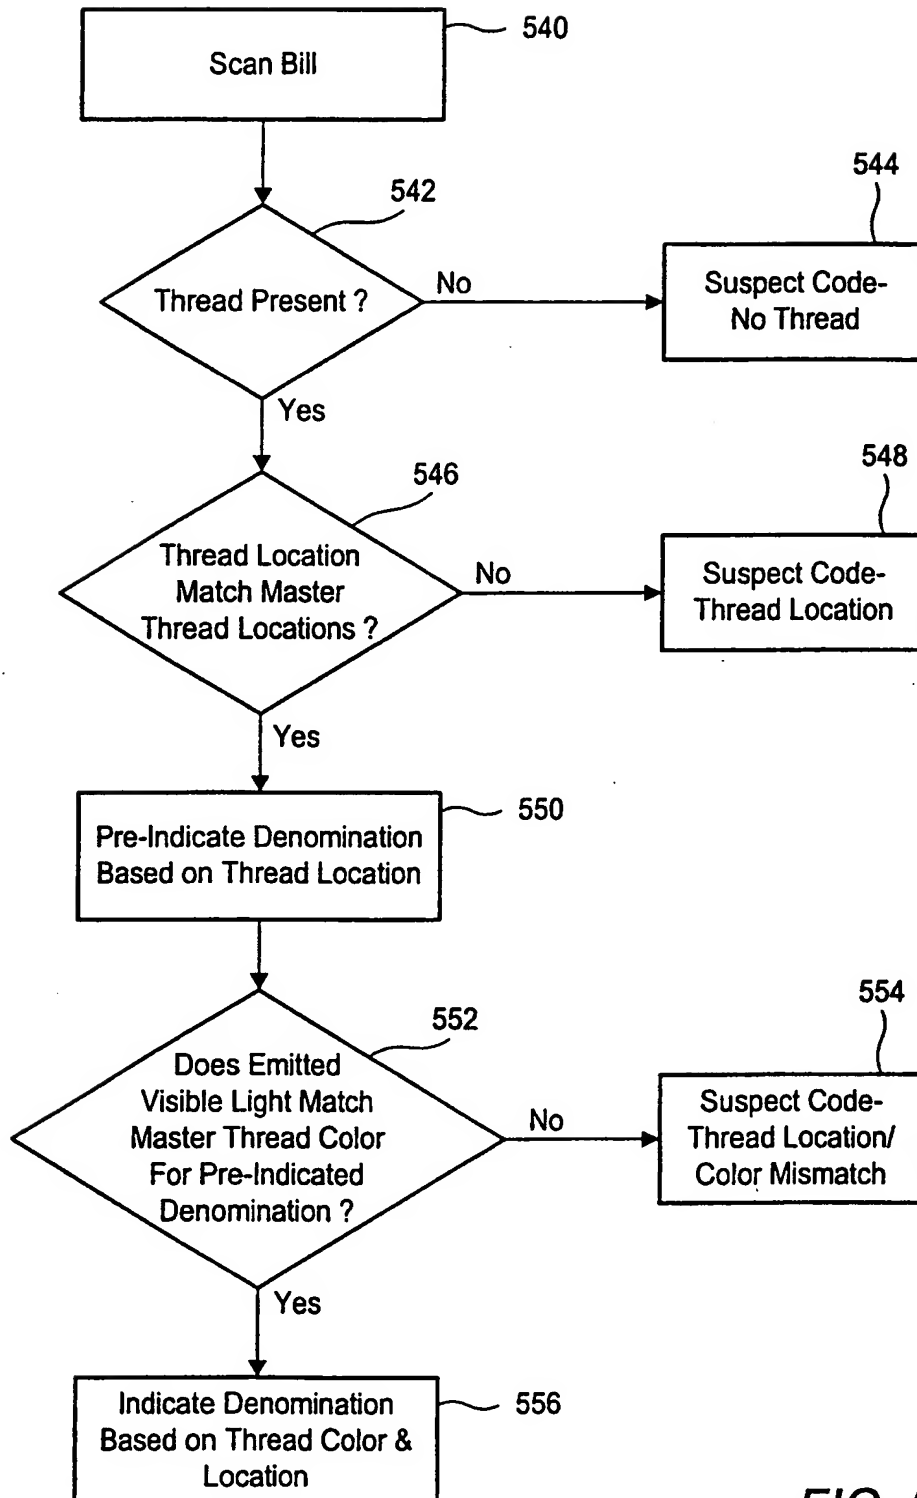 Scan Bill
540
542
Thread Present ?
No
544
Suspect Code-
No Thread
Yes
546
Thread Location
Match Master
Thread Locations ?
No
548
Suspect Code-
Thread Location
Yes
550
Pre-Indicate Denomination
Based on Thread Location
552
Does Emitted
Visible Light Match
Master Thread Color
For Pre-Indicated
Denomination ?
No
554
Suspect Code-
Thread Location/
Color Mismatch
Yes
556
Indicate Denomination
Based on Thread Color &
Location